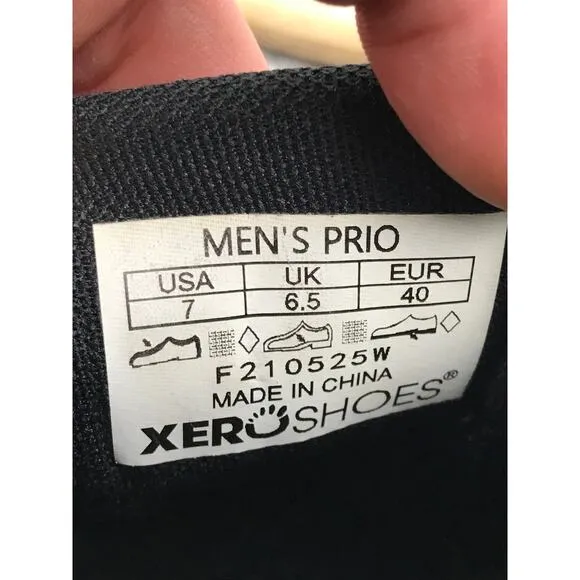 MEN'S PRIO
USA UK EUR
7 6.5 40
F210525W
MADE IN CHINA
XEROSHOES®